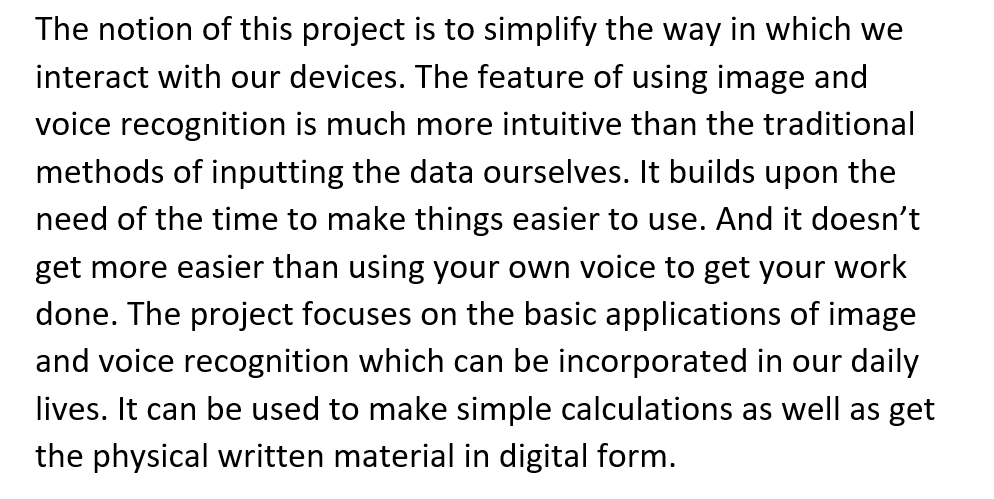 The notion of this project is to simplify the way in which we
interact with our devices. The feature of using image and
voice recognition is much more intuitive than the traditional
methods of inputting the data ourselves. It builds upon the
need of the time to make things easier to use. And it doesn’t
get more easier than using your own voice to get your work
done. The project focuses on the basic applications of image
and voice recognition which can be incorporated in our daily
lives. It can be used to make simple calculations as well as get
the physical written material in digital form.